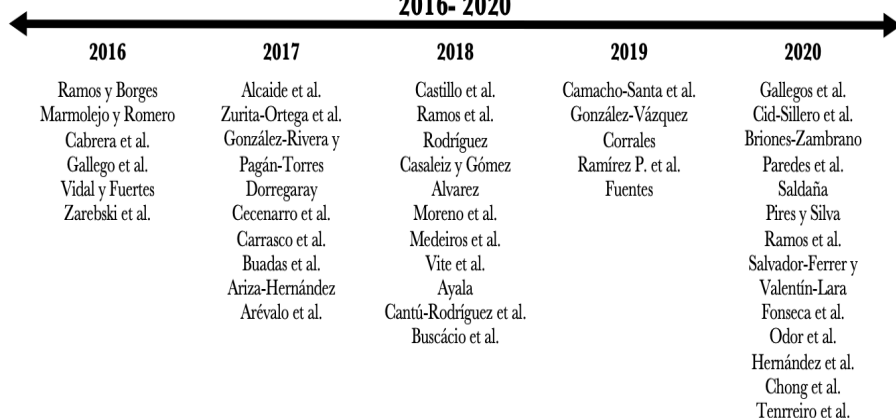 2016- 2020
2016
Ramos y Borges
Marmolejo y Romero
Cabrera et al.
Gallego et al.
Vidal y Fuertes
Zarebski et al.
2017
Alcaide et al.
Zurita-Ortega et al.
González-Rivera y
Pagán-Torres
Dorregaray
Cecenarro et al.
Carrasco et al.
Buadas et al.
Ariza-Hernández
Arévalo et al.
2018
Castillo et al.
Ramos et al.
Rodríguez
Casaleiz y Gómez
Alvarez
Moreno et al.
Medeiros et al.
Vite et al.
Ayala
Cantú-Rodríguez et al.
Buscácio et al.
2019
Camacho-Santa et al.
González-Vázquez
Corrales
Ramírez P. et al.
Fuentes
2020
Gallegos et al.
Cid-Sillero et al.
Briones-Zambrano
Paredes et al.
Saldaña
Pires y Silva
Ramos et al.
Salvador-Ferrer y
Valentín-Lara
Fonseca et al.
Odor et al.
Hernández et al.
Chong et al.
Tenrreiro et al.